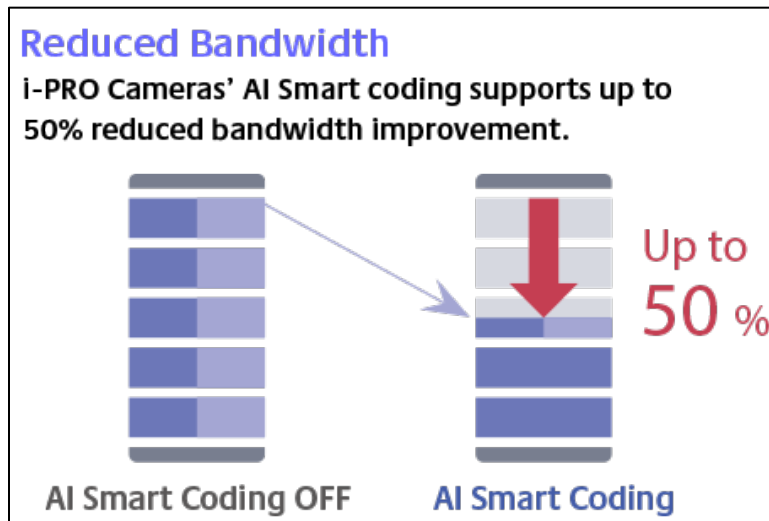 Reduced Bandwidth
i-PRO Cameras’ AI Smart coding supports up to
50% reduced bandwidth improvement.
Up to
50 %
AI Smart Coding OFF
AI Smart Coding